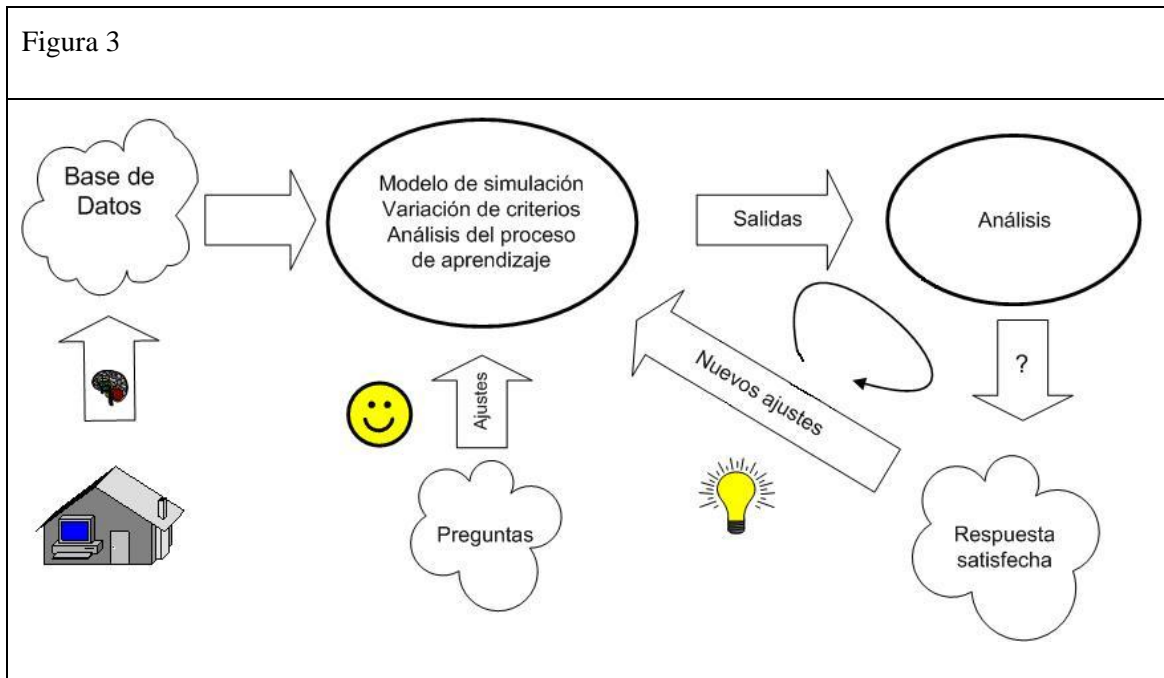 Figura 3
Base de
Datos
Modelo de simulación
Variación de criterios
Análisis del proceso
de aprendizaje
Salidas
Análisis
Ajustes
Nuevos ajustes
?
Preguntas
Respuesta
satisfecha